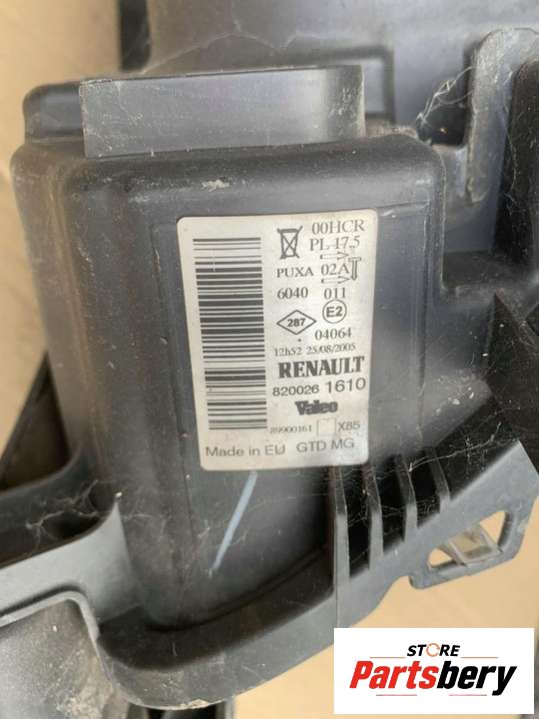 00HCR
PL 17.5
PUXA 02A
6040 011
287 E2
04064
12h52 25/08/2005
RENAULT
820026 1610
Valeo
89900161 X85
Made in EU GTD MG
STORE
Partsbery